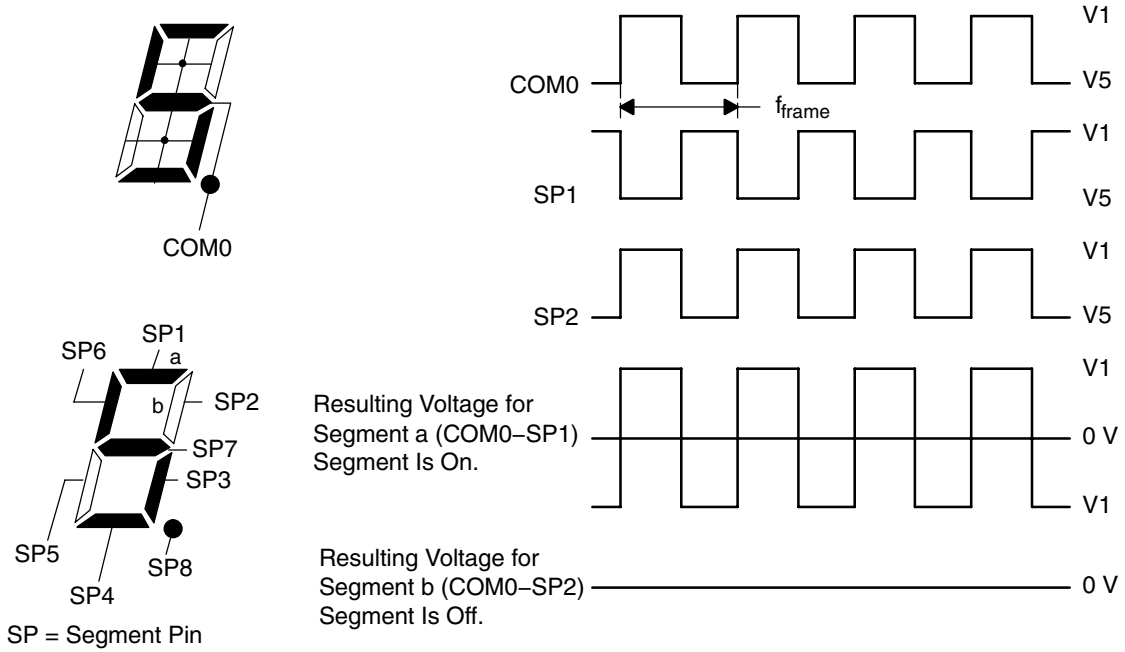 COM0
SP1
SP6
a
b
SP2
SP7
SP3
SP5
SP8
SP4
SP = Segment Pin
V1
COM0
V5
fframe
V1
SP1
V5
V1
SP2
V5
V1
Resulting Voltage for
Segment a (COM0−SP1)
Segment Is On.
0 V
V1
Resulting Voltage for
Segment b (COM0−SP2)
Segment Is Off.
0 V